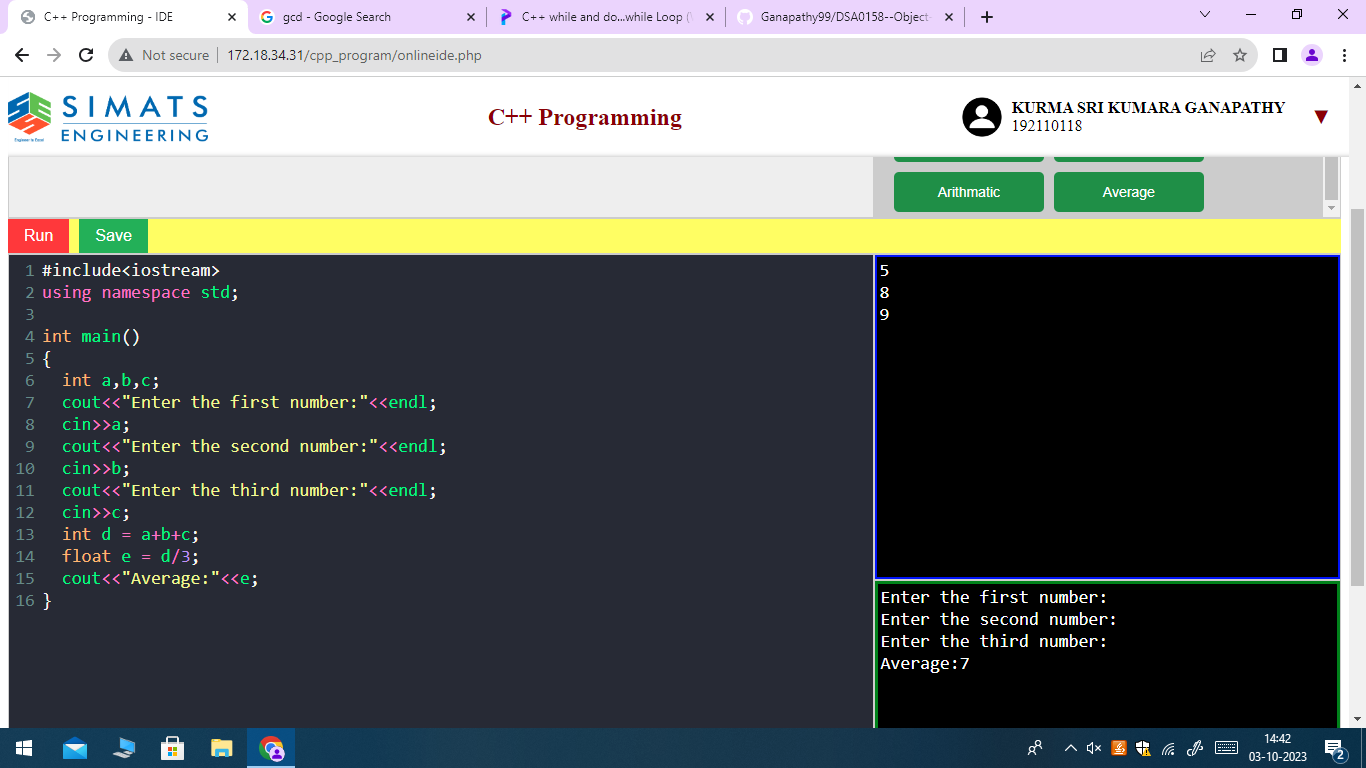 C++ Programming - IDE
gcd - Google Search
C++ while and do...while Loop (
Ganapathy99/DSA0158--Object-
Not secure
172.18.34.31/cpp_program/onlineide.php
SIMATS
ENGINEERING
C++ Programming
KURMA SRI KUMARA GANAPATHY
192110118
Arithmatic
Average
Run
Save
1 #include<iostream>
2 using namespace std;
3
4 int main()
5 {
6 int a,b,c;
7 cout<<"Enter the first number:"<<endl;
8 cin>>a;
9 cout<<"Enter the second number:"<<endl;
10 cin>>b;
11 cout<<"Enter the third number:"<<endl;
12 cin>>c;
13 int d = a+b+c;
14 float e = d/3;
15 cout<<"Average:"<<e;
16 }
5
8
9
Enter the first number:
Enter the second number:
Enter the third number:
Average:7
14:42
03-10-2023
2